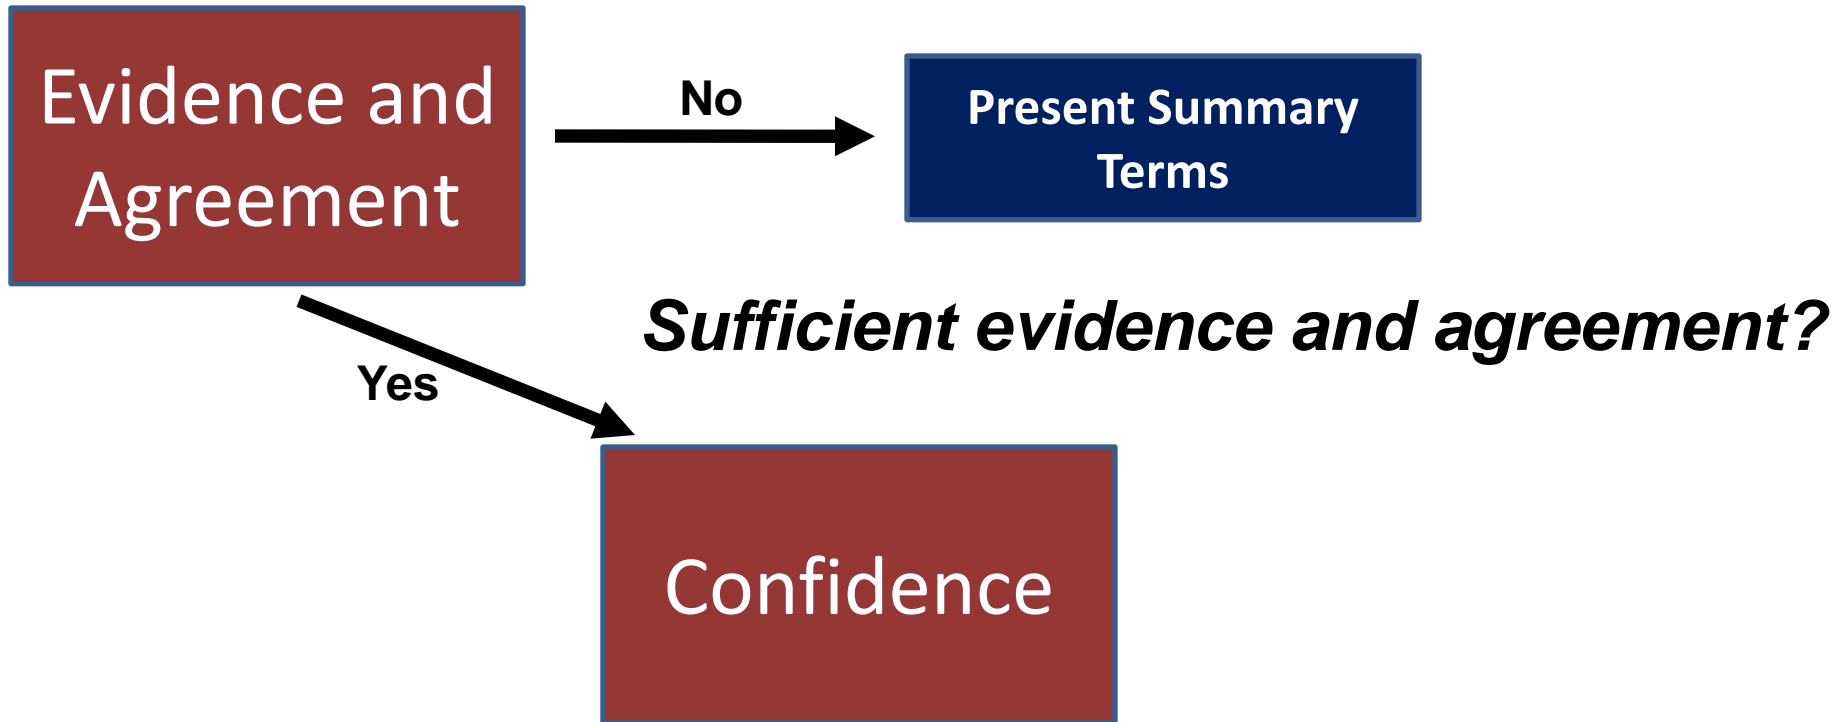 Evidence and
Agreement
No
Present Summary
Terms
Sufficient evidence and agreement?
Yes
Confidence